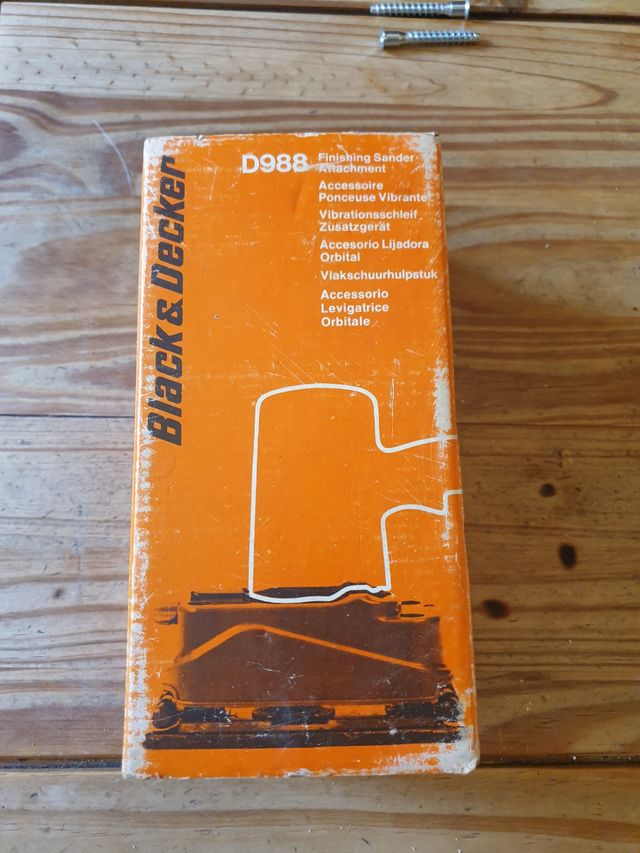 Black & Decker
D988 Finishing Sander
Attachment
Accessoire
Ponceuse Vibrante
Vibrationsschleif
Zusatzgerät
Accesorio Lijadora
Orbital
Vlakschuurhulpstuk
Accessorio
Levigatrice
Orbitale